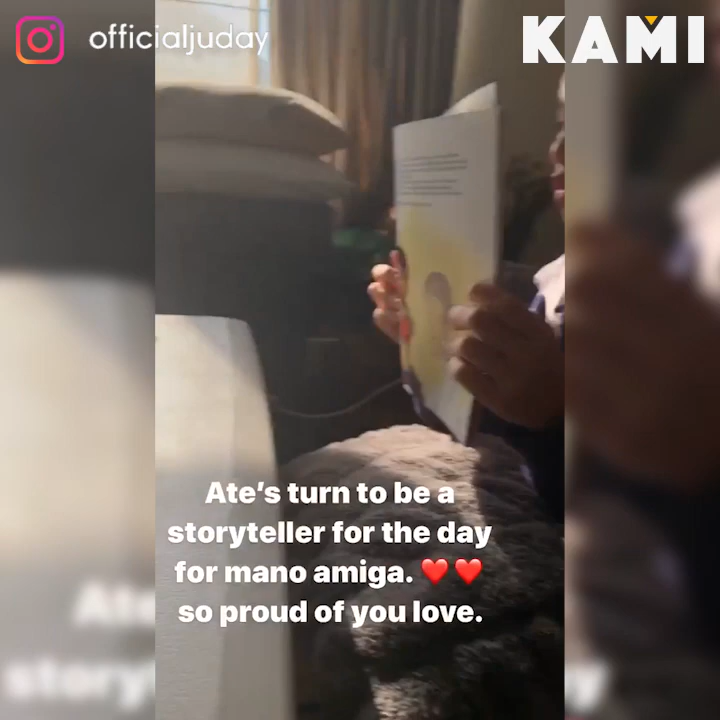 officialjuday
KAMI
Ate's turn to be a
storyteller for the day
for mano amiga. ❤️❤️
so proud of you love.